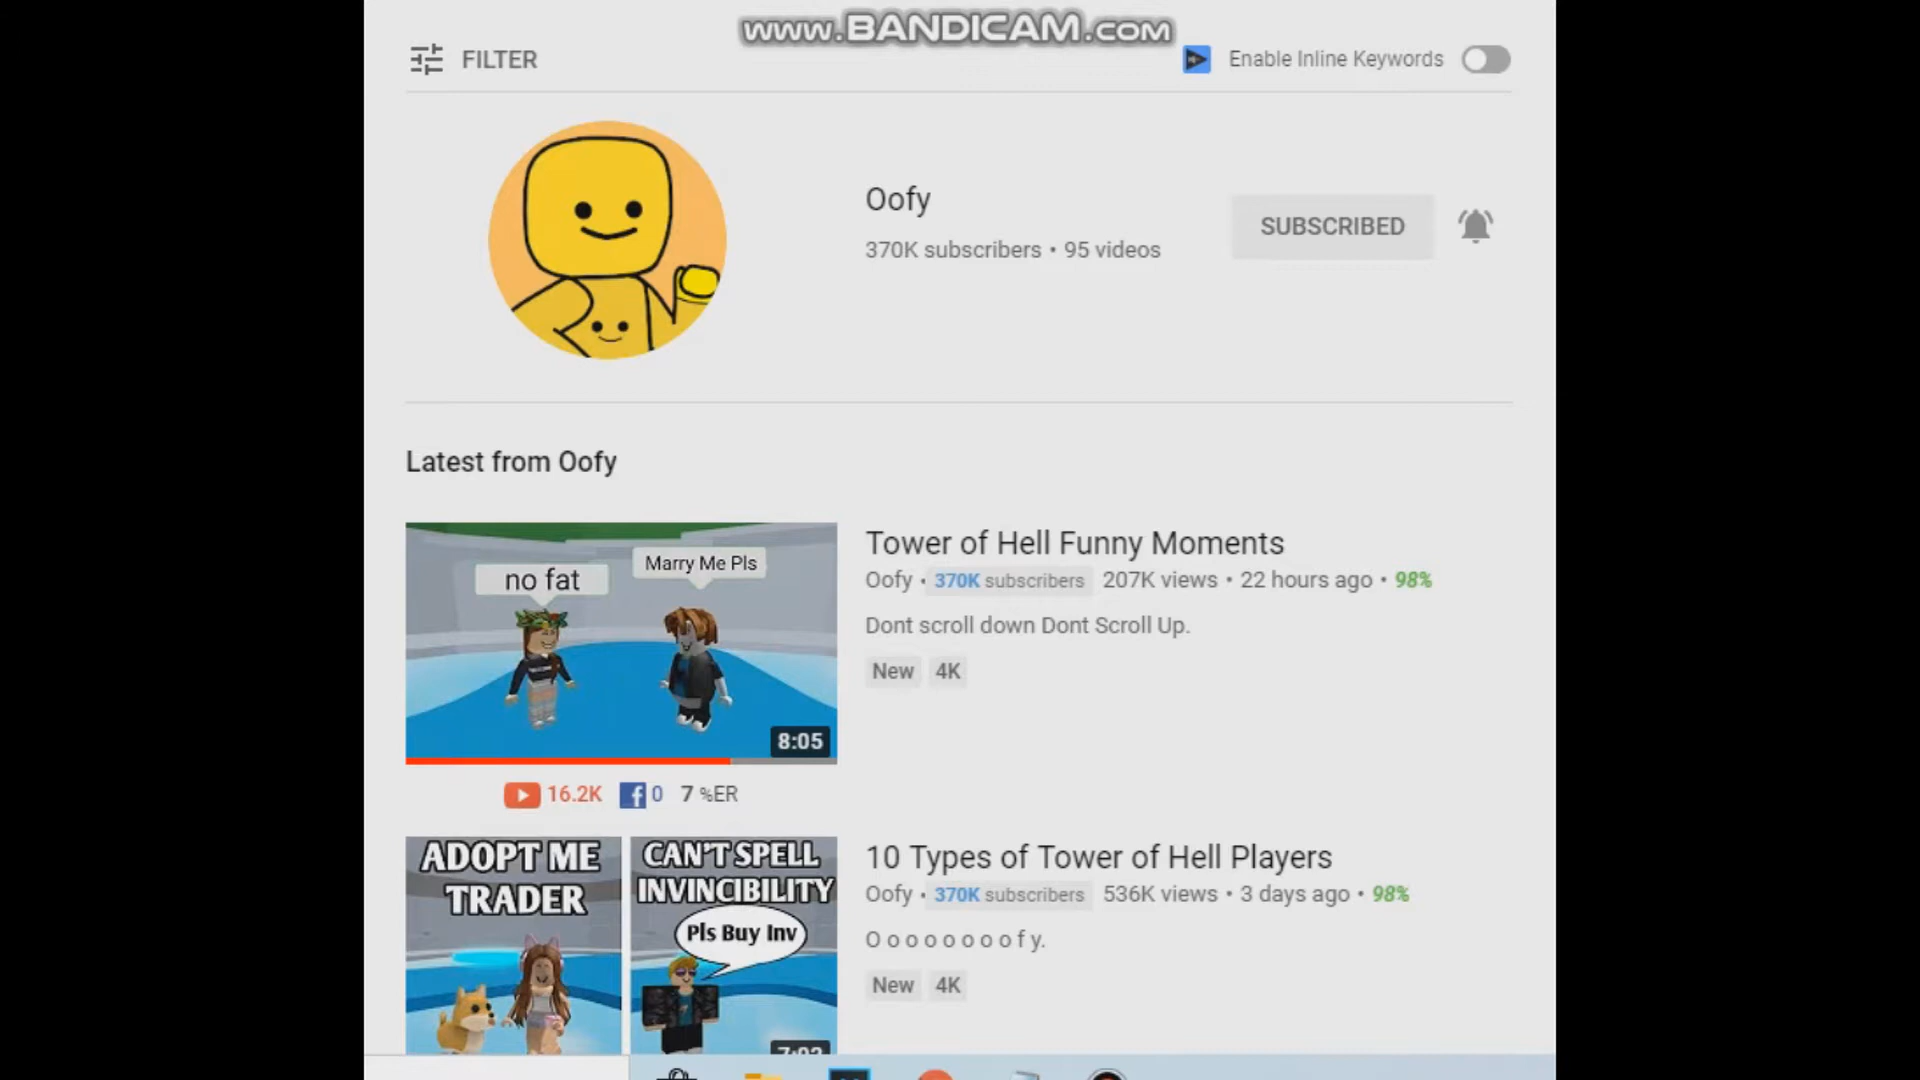 www.BANDICAM.com
FILTER
Enable Inline Keywords
Oofy
370K subscribers • 95 videos
SUBSCRIBED
Latest from Oofy
no fat
Marry Me Pls
8:05
Tower of Hell Funny Moments
Oofy • 370K subscribers 207K views • 22 hours ago • 98%
Dont scroll down Dont Scroll Up.
New 4K
16.2K f 0 7 %ER
ADOPT ME
TRADER
CAN'T SPELL
INVINCIBILITY
Pls Buy Inv
7:02
10 Types of Tower of Hell Players
Oofy • 370K subscribers 536K views • 3 days ago • 98%
O o o o o o o o f y.
New 4K